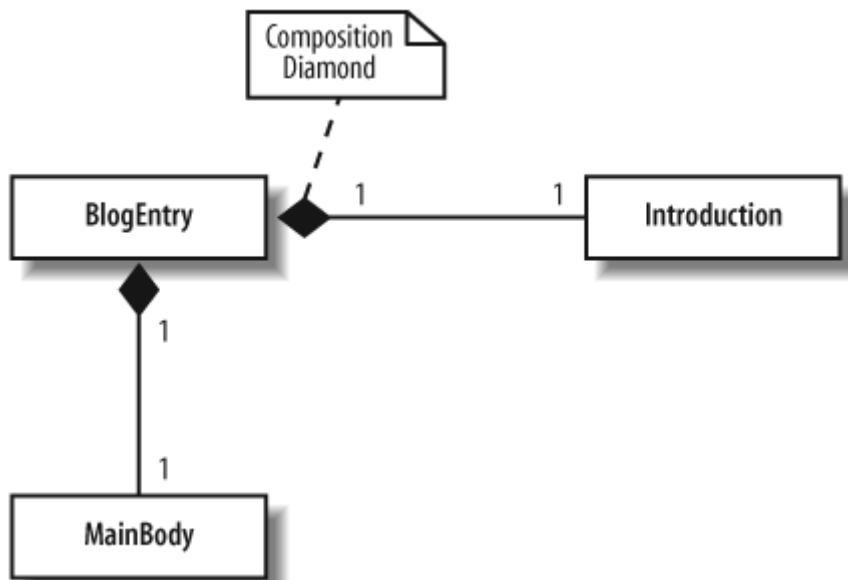 Composition
Diamond
BlogEntry
1
1
Introduction
1
1
MainBody